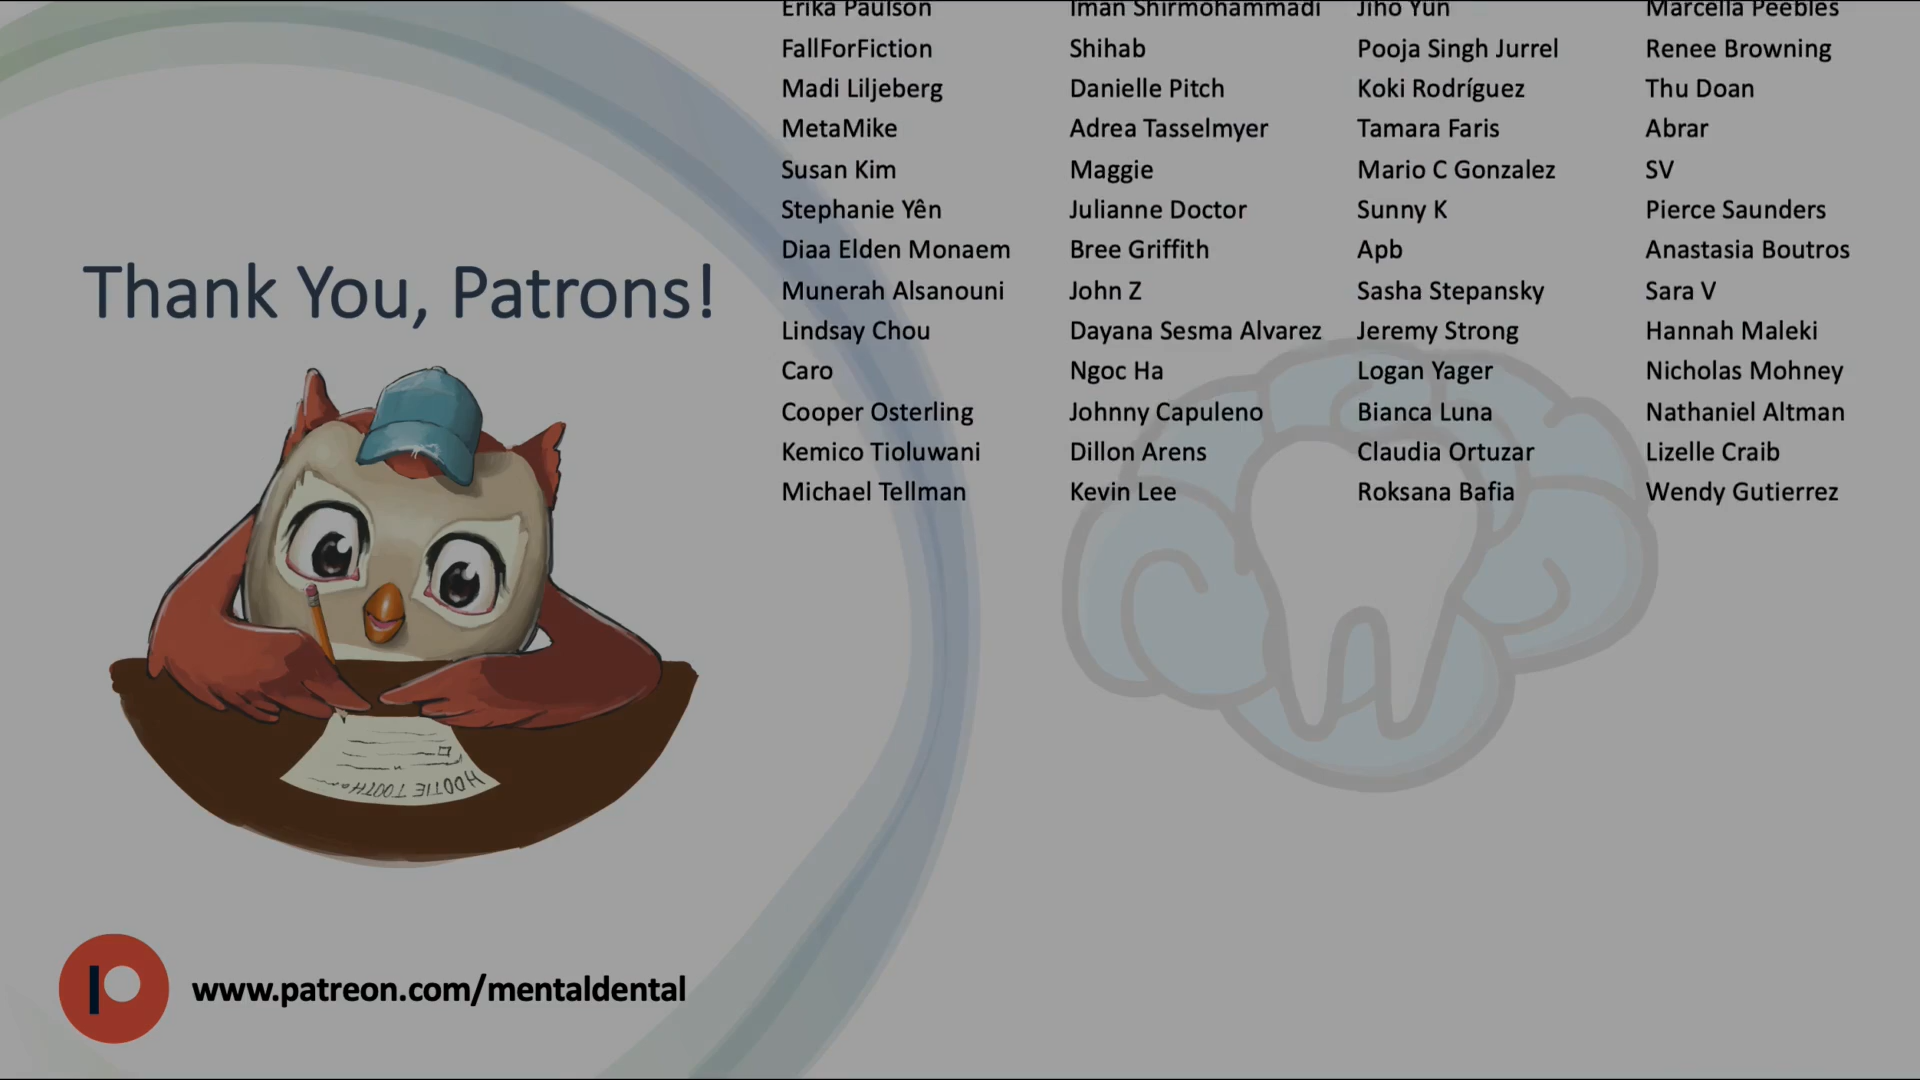 Erika Paulson Iman Shirmohammadi Jiho Yun Marcella Peebles
FallForFiction Shihab Pooja Singh Jurrel Renee Browning
Madi Liljeberg Danielle Pitch Koki Rodríguez Thu Doan
MetaMike Adrea Tasselmyer Tamara Faris Abrar
Susan Kim Maggie Mario C Gonzalez SV
Stephanie Yên Julianne Doctor Sunny K Pierce Saunders
Diaa Elden Monaem Bree Griffith Apb Anastasia Boutros
Munerah Alsanouni John Z Sasha Stepansky Sara V
Lindsay Chou Dayana Sesma Alvarez Jeremy Strong Hannah Maleki
Caro Ngoc Ha Logan Yager Nicholas Mohney
Cooper Osterling Johnny Capuleno Bianca Luna Nathaniel Altman
Kemico Tioluwani Dillon Arens Claudia Ortuzar Lizelle Craib
Michael Tellman Kevin Lee Roksana Bafia Wendy Gutierrez
Thank You, Patrons!
HOOTIE TOOTH
www.patreon.com/mentaldental